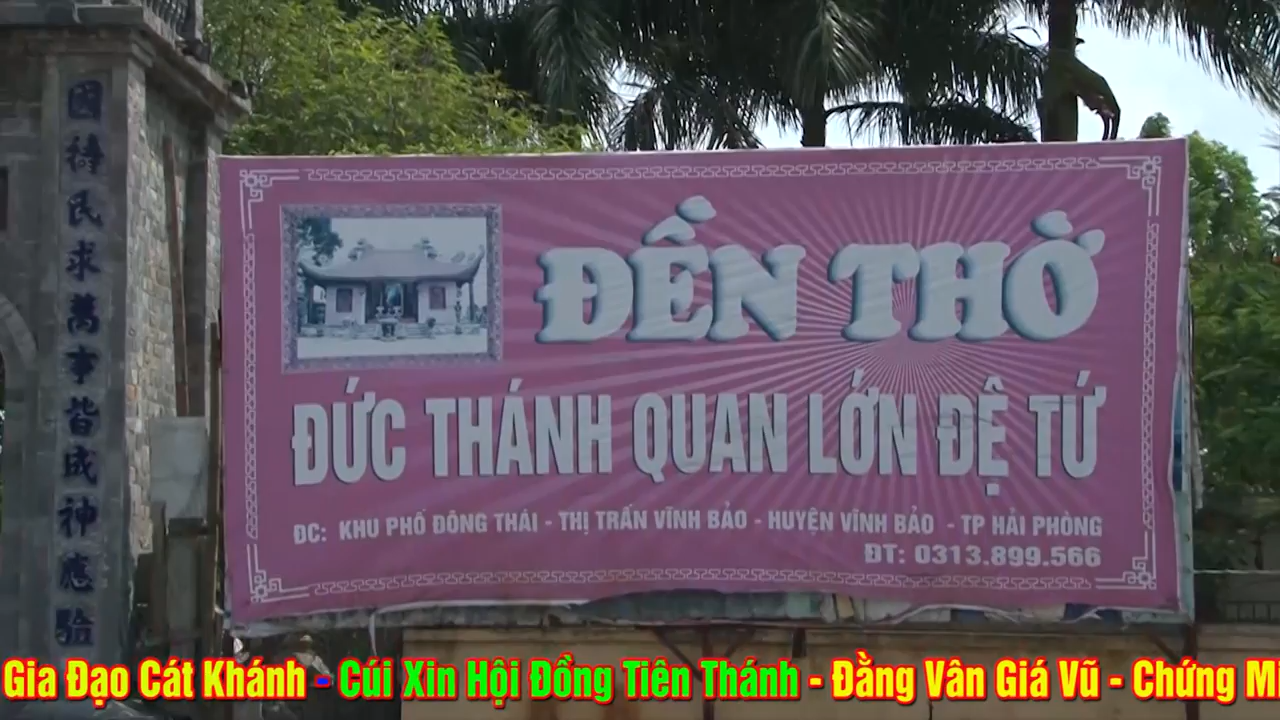 國禱民求萬事皆成神應驗
ĐỀN THỜ
ĐỨC THÁNH QUAN LỚN ĐỆ TỨ
ĐC: KHU PHỐ ĐÔNG THÁI - THỊ TRẤN VĨNH BẢO - HUYỆN VĨNH BẢO - TP HẢI PHÒNG
ĐT: 0313.899.566
Gia Đạo Cát Khánh - Cúi Xin Hội Đồng Tiên Thánh - Đằng Vân Giá Vũ - Chứng Mi